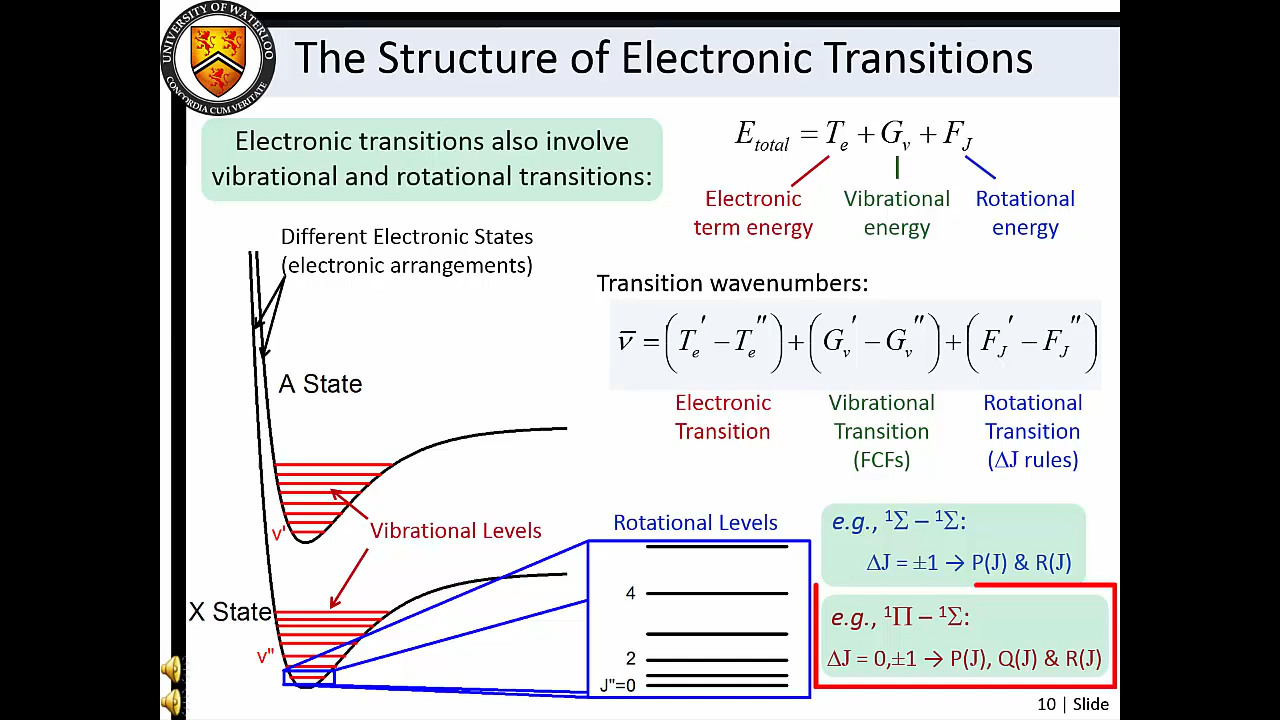 UNIVERSITY OF WATERLOO
CONCORDIA CUM VERITATE
The Structure of Electronic Transitions
Electronic transitions also involve
vibrational and rotational transitions:
E_total = T_e + G_v + F_J
Electronic term energy
Vibrational energy
Rotational energy
Different Electronic States
(electronic arrangements)
Transition wavenumbers:
ν̅ = (T_e′ − T_e″) + (G_v′ − G_v″) + (F_J′ − F_J″)
Electronic Transition
Vibrational Transition (FCFs)
Rotational Transition (ΔJ rules)
A State
v'
Vibrational Levels
X State
v"
Rotational Levels
4
2
J"=0
e.g., ¹Σ – ¹Σ:
ΔJ = ±1 → P(J) & R(J)
e.g., ¹Π – ¹Σ:
ΔJ = 0,±1 → P(J), Q(J) & R(J)
10 | Slide